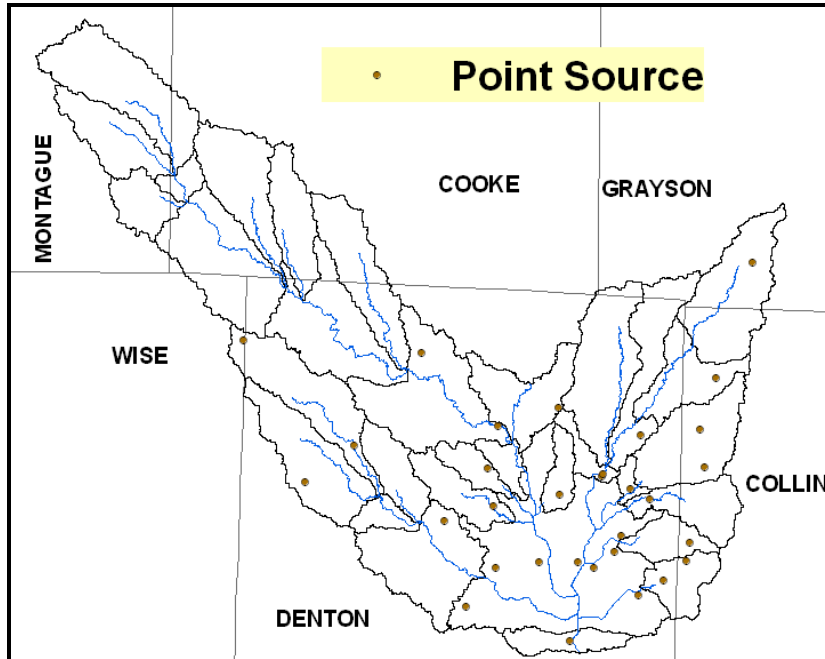 Point Source
MONTAGUE
COOKE
GRAYSON
WISE
COLLIN
DENTON